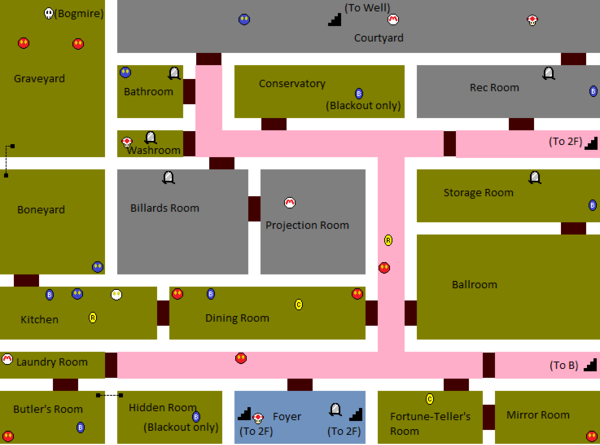 (Bogmire)
(To Well)
Courtyard
Graveyard
Bathroom
Conservatory
(Blackout only)
Rec Room
Washroom
(To 2F)
Boneyard
Billards Room
Projection Room
Storage Room
R
Ballroom
Kitchen
Dining Room
Laundry Room
(To B)
Butler's Room
Hidden Room
(Blackout only)
(To 2F)
Foyer
(To 2F)
Fortune-Teller's
Room
Mirror Room